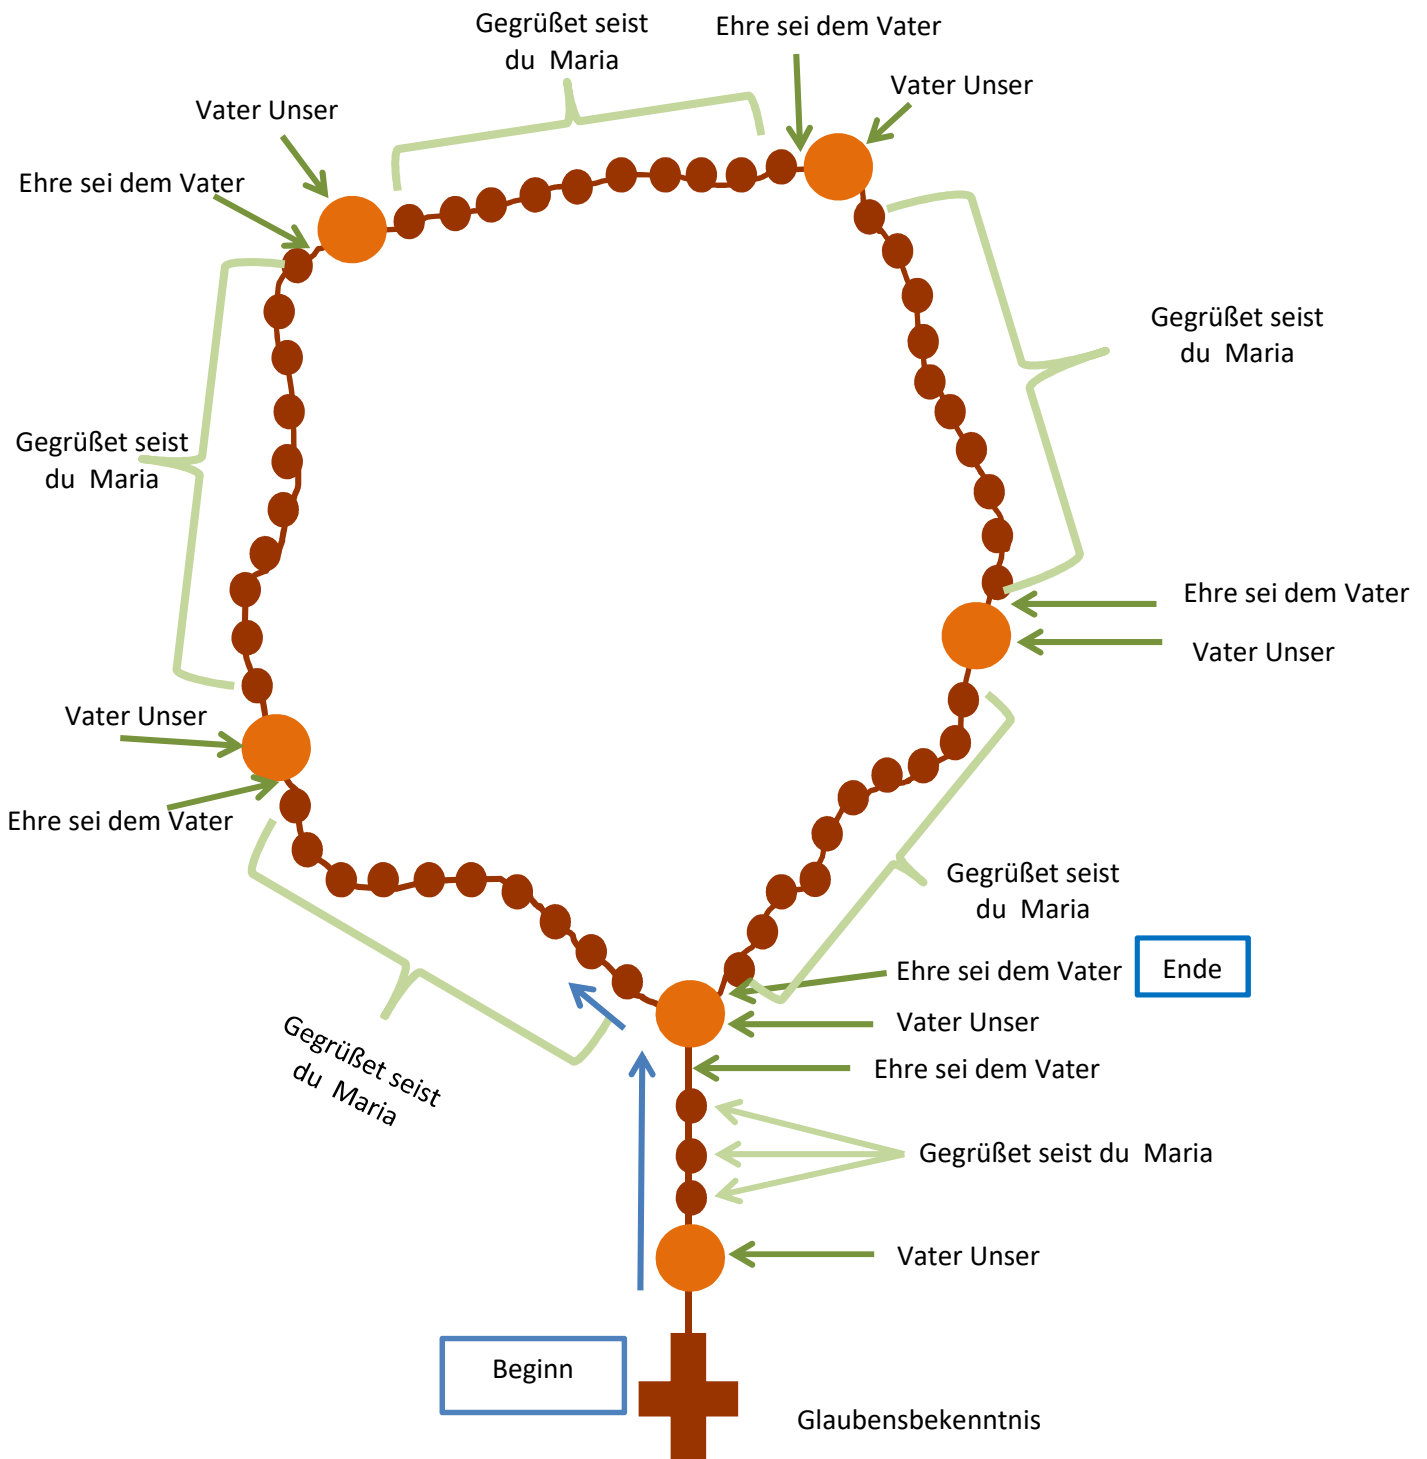 Gegrüßet seist
du Maria
Ehre sei dem Vater
Vater Unser
Vater Unser
Ehre sei dem Vater
Gegrüßet seist
du Maria
Gegrüßet seist
du Maria
Ehre sei dem Vater
Vater Unser
Vater Unser
Ehre sei dem Vater
Gegrüßet seist
du Maria
Ehre sei dem Vater
Ende
Vater Unser
Gegrüßet seist
du Maria
Ehre sei dem Vater
Gegrüßet seist du Maria
Vater Unser
Beginn
Glaubensbekenntnis